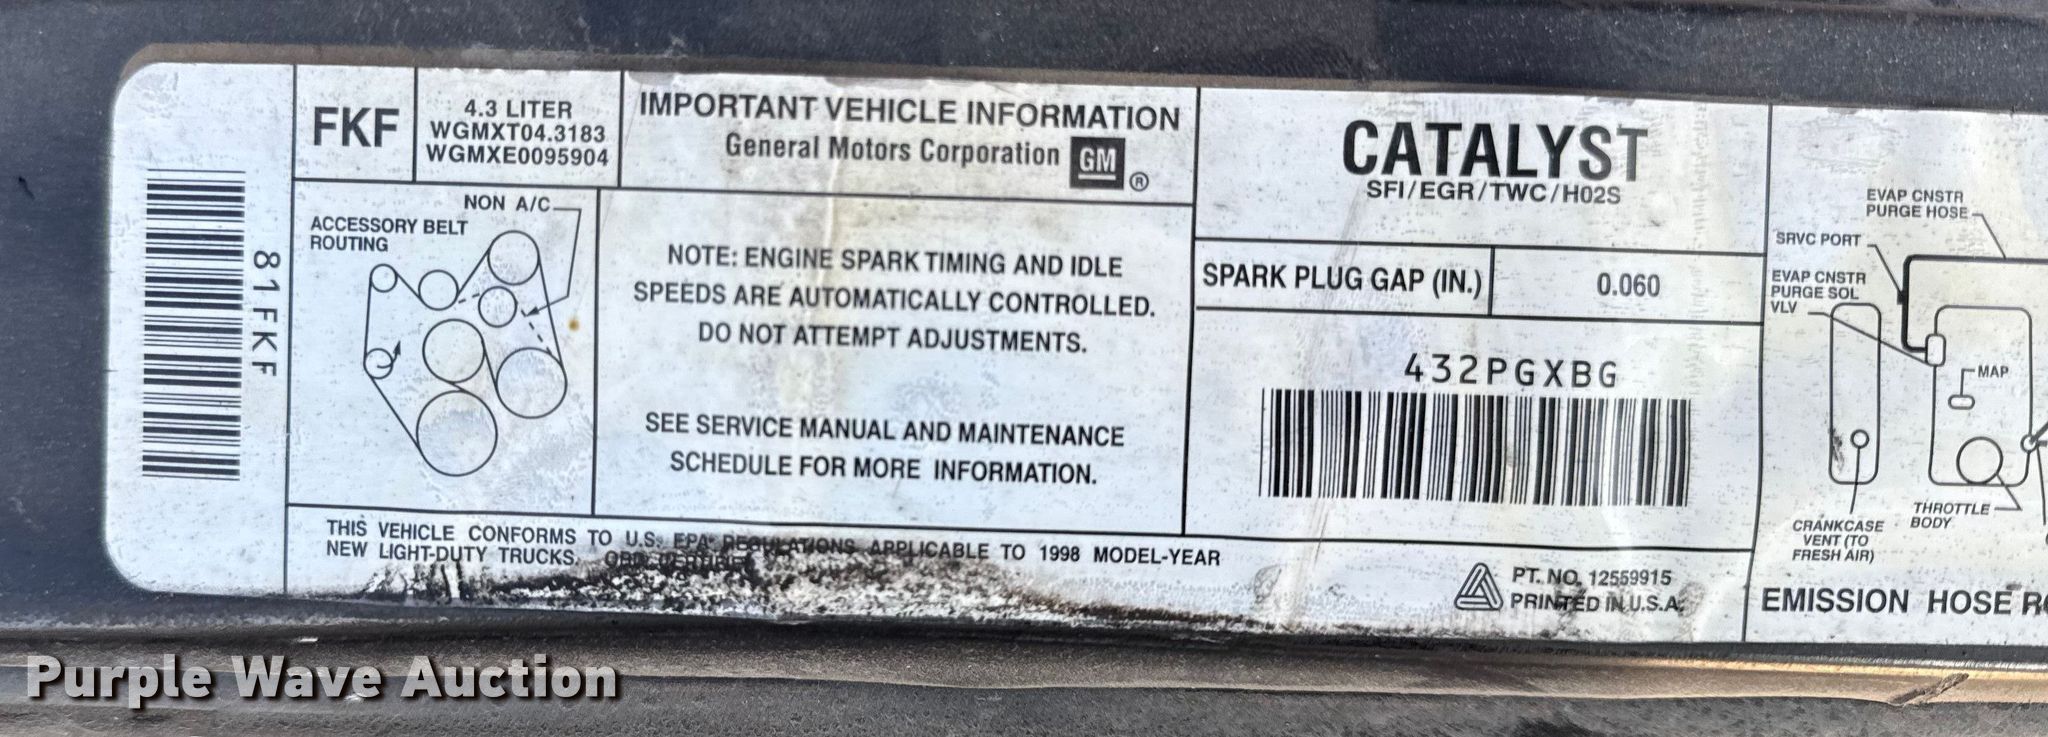 81FKF
FKF
4.3 LITER
WGMXT04.3183
WGMXE0095904
IMPORTANT VEHICLE INFORMATION
General Motors Corporation GM ®
ACCESSORY BELT
ROUTING
NON A/C
NOTE: ENGINE SPARK TIMING AND IDLE
SPEEDS ARE AUTOMATICALLY CONTROLLED.
DO NOT ATTEMPT ADJUSTMENTS.
SEE SERVICE MANUAL AND MAINTENANCE
SCHEDULE FOR MORE INFORMATION.
THIS VEHICLE CONFORMS TO U.S. EPA REGULATIONS APPLICABLE TO 1998 MODEL-YEAR
NEW LIGHT-DUTY TRUCKS. OBD CERTIFIED
CATALYST
SFI/EGR/TWC/H02S
SPARK PLUG GAP (IN.)
0.060
432PGXBG
PT. NO. 12559915
PRINTED IN U.S.A.
EVAP CNSTR
PURGE HOSE
SRVC PORT
EVAP CNSTR
PURGE SOL
VLV
MAP
THROTTLE
BODY
CRANKCASE
VENT (TO
FRESH AIR)
EMISSION HOSE
Purple Wave Auction